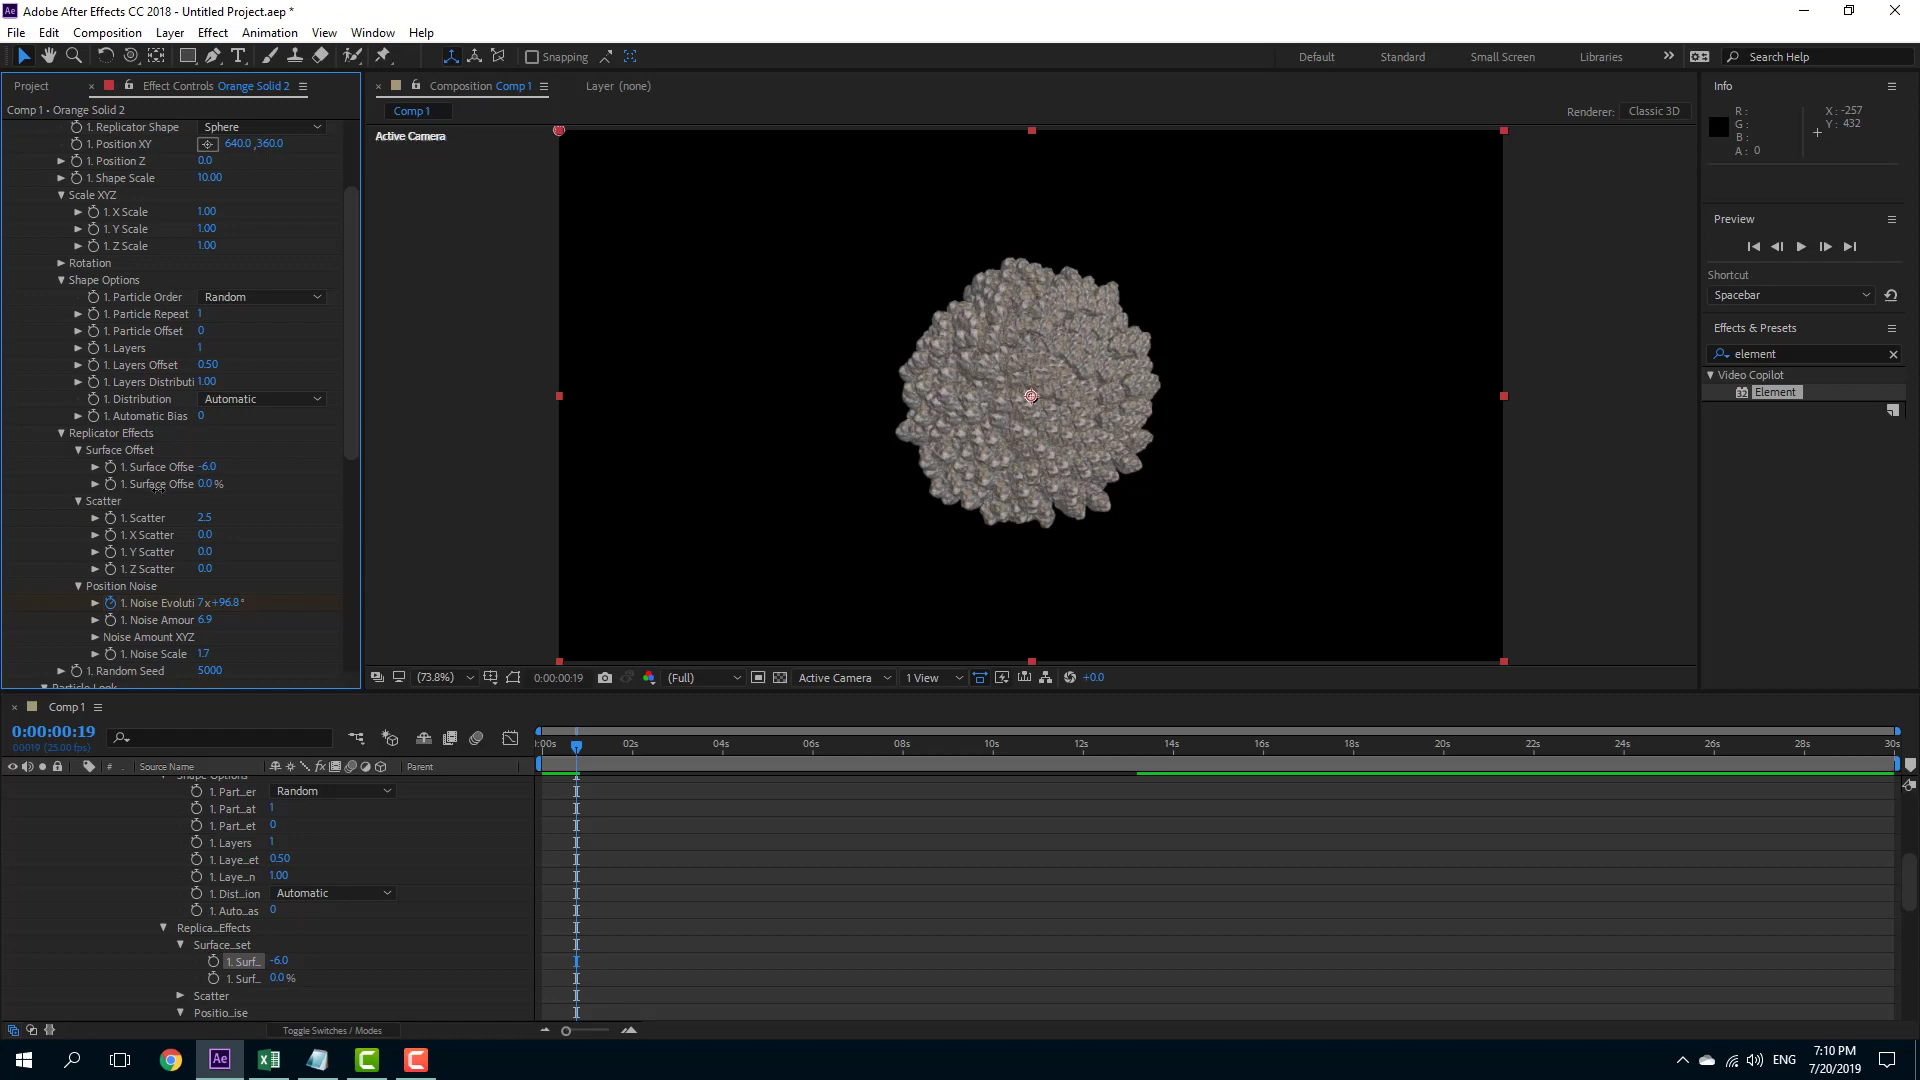 Adobe After Effects CC 2018 - Untitled Project.aep *
File Edit Composition Layer Effect Animation View Window Help
Snapping
Default Standard Small Screen Libraries Search Help
Project Effect Controls Orange Solid 2
Comp 1 • Orange Solid 2
1. Replicator Shape Sphere
1. Position XY 640.0 ,360.0
1. Position Z 0.0
1. Shape Scale 10.00
Scale XYZ
1. X Scale 1.00
1. Y Scale 1.00
1. Z Scale 1.00
Rotation
Shape Options
1. Particle Order Random
1. Particle Repeat 1
1. Particle Offset 0
1. Layers 1
1. Layers Offset 0.50
1. Layers Distributi 1.00
1. Distribution Automatic
1. Automatic Bias 0
Replicator Effects
Surface Offset
1. Surface Offse -6.0
1. Surface Offse 0.0 %
Scatter
1. Scatter 2.5
1. X Scatter 0.0
1. Y Scatter 0.0
1. Z Scatter 0.0
Position Noise
1. Noise Evoluti 7 x +96.8 °
1. Noise Amour 6.9
Noise Amount XYZ
1. Noise Scale 1.7
1. Random Seed 5000
Composition Comp 1 Layer (none)
Comp 1
Renderer: Classic 3D
Active Camera
(73.8%) 0:00:00:19 (Full) Active Camera 1 View +0.0
Info
R :
G :
B :
A : 0
X : -257
Y : 432
Preview
Shortcut
Spacebar
Effects & Presets
element
Video Copilot
32 Element
Comp 1
0:00:00:19
00019 (25.00 fps)
# . Source Name fx Parent
):00s 02s 04s 06s 08s 10s 12s 14s 16s 18s 20s 22s 24s 26s 28s 30s
Shape Options
1. Part...er Random
1. Part...at 1
1. Part...et 0
1. Layers 1
1. Laye...et 0.50
1. Laye...n 1.00
1. Dist...ion Automatic
1. Auto...as 0
Replica...Effects
Surface...set
1. Surf... -6.0
1. Surf... 0.0 %
Scatter
Positio...ise
Toggle Switches / Modes
Ae
ENG
7:10 PM
7/20/2019